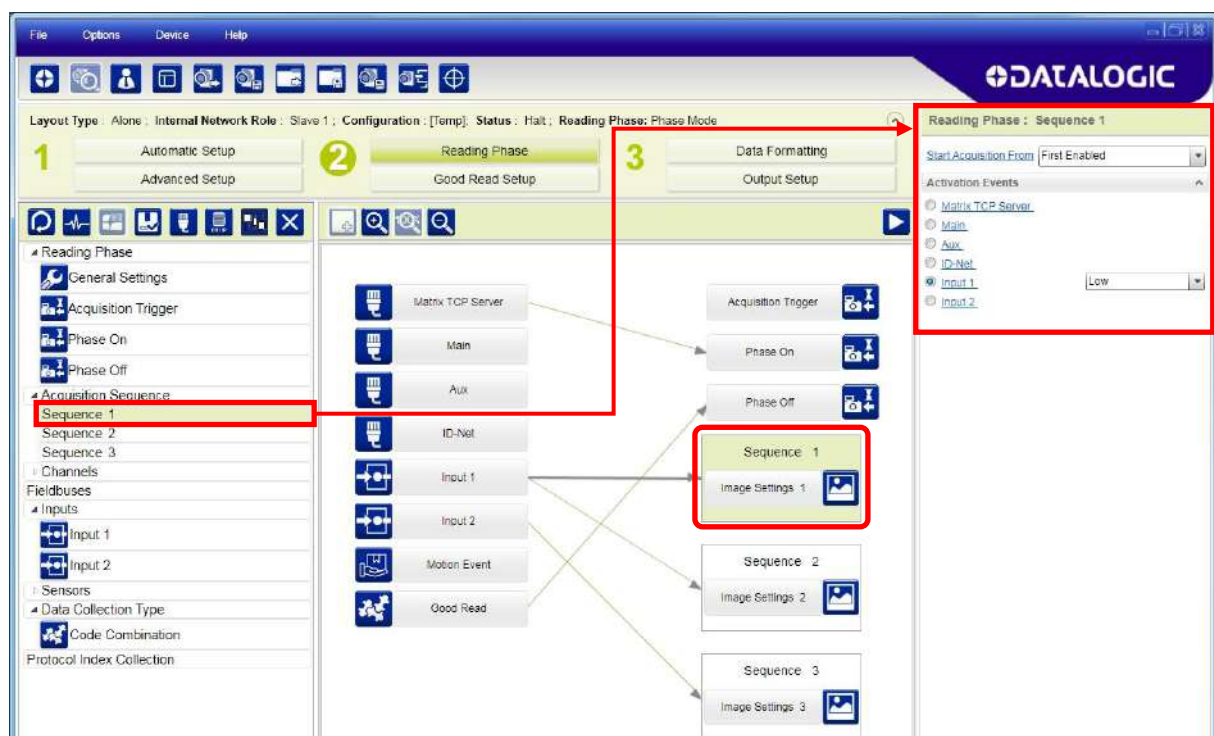 File Options Device Help
DATALOGIC
Layout Type : Alone ; Internal Network Role : Slave 1 ; Configuration : [Temp]; Status : Halt ; Reading Phase: Phase Mode
1
Automatic Setup
Advanced Setup
2
Reading Phase
Good Read Setup
3
Data Formatting
Output Setup
Reading Phase
General Settings
Acquisition Trigger
Phase On
Phase Off
Acquisition Sequence
Sequence 1
Sequence 2
Sequence 3
Channels
Fieldbuses
Inputs
Input 1
Input 2
Sensors
Data Collection Type
Code Combination
Protocol Index Collection
Matrix TCP Server
Main
Aux
ID-Net
Input 1
Input 2
Motion Event
Good Read
Acquisition Trigger
Phase On
Phase Off
Sequence 1
Image Settings 1
Sequence 2
Image Settings 2
Sequence 3
Image Settings 3
Reading Phase : Sequence 1
Start Acquisition From First Enabled
Activation Events
Matrix TCP Server
Main
Aux
ID-Net
Input 1 Low
Input 2